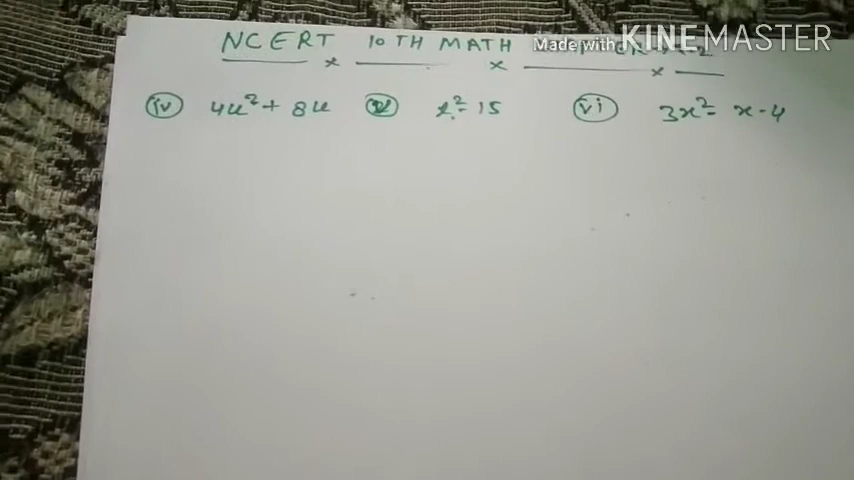 NCERT 10TH MATH
Made with KINEMASTER
(iv) 4u²+ 8u (v) t²- 15 (vi) 3x²- x-4